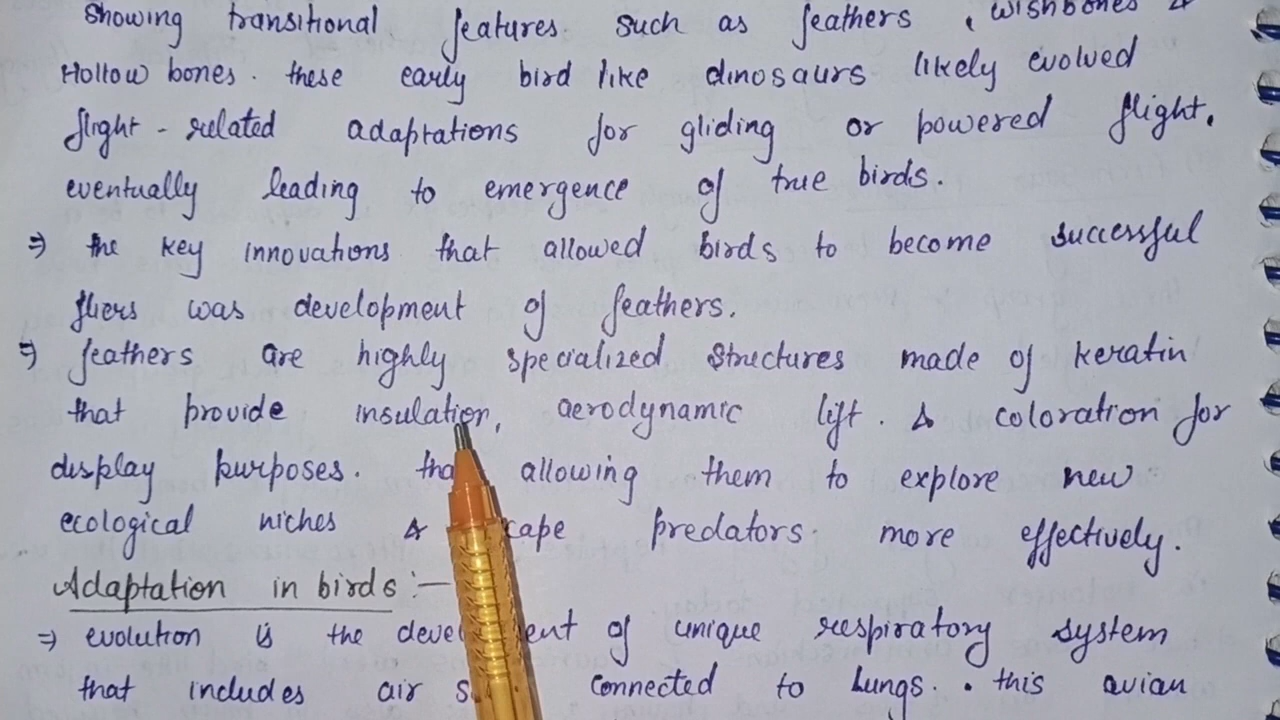 showing transitional features such as feathers , wishbones &
Hollow bones . these early bird like dinosaurs likely evolved
flight - related adaptations for gliding or powered flight .
eventually leading to emergence of true birds .
⇒ the key innovations that allowed birds to become successful
fliers was development of feathers .
⇒ feathers are highly specialized structures made of keratin
that provide insulation , aerodynamic lift . & coloration for
display purposes . allowing them to explore new
ecological niches & predators . more effectively .
Adaptation in birds :-
⇒ evolution is the of unique respiratory system
that includes air connected to lungs . . this avian